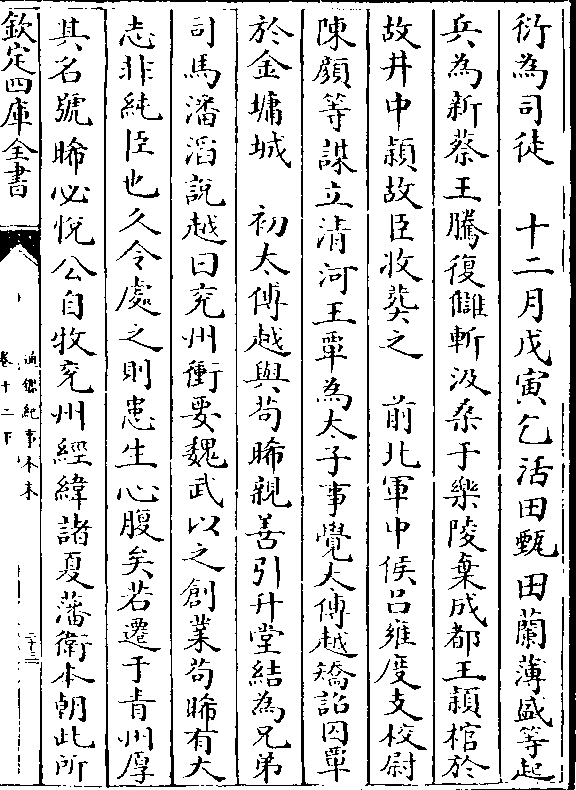 衍為司徒　十二月戊寅乞活田甄田蘭薄盛等起
兵為新蔡王騰復讎斬汲桑于樂陵棄成都王頴棺於
故井中頴故臣收葬之　前北軍中候吕雍度支校尉
陳顔等謀立清河王覃為太子事覺太傅越矯詔囚覃
於金墉城　初太傅越與苟晞親善引升堂結為兄弟
司馬潘滔說越曰兖州衝要魏武以之創業苟晞有大
志非純臣也久令處之則患生心腹矣若遷于青州厚
其名號晞必悦公自牧兖州經緯諸夏藩衛本朝此所
欽定四庫全書
通鑑紀事本末
卷十二下
二十三